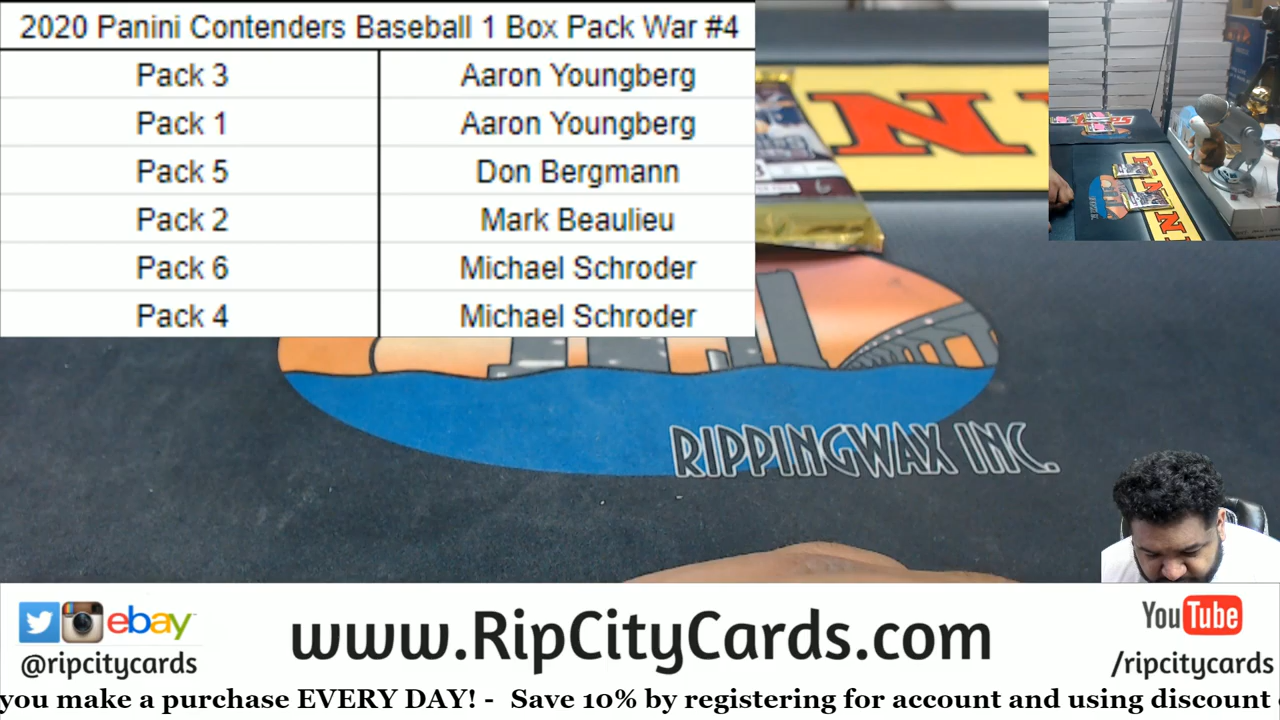 2020 Panini Contenders Baseball 1 Box Pack War #4
Pack 3 Aaron Youngberg
Pack 1 Aaron Youngberg
Pack 5 Don Bergmann
Pack 2 Mark Beaulieu
Pack 6 Michael Schroder
Pack 4 Michael Schroder
RIPPINGWAX INC.
ebay
@ripcitycards
www.RipCityCards.com
YouTube
/ripcitycards
you make a purchase EVERY DAY! - Save 10% by registering for account and using discount